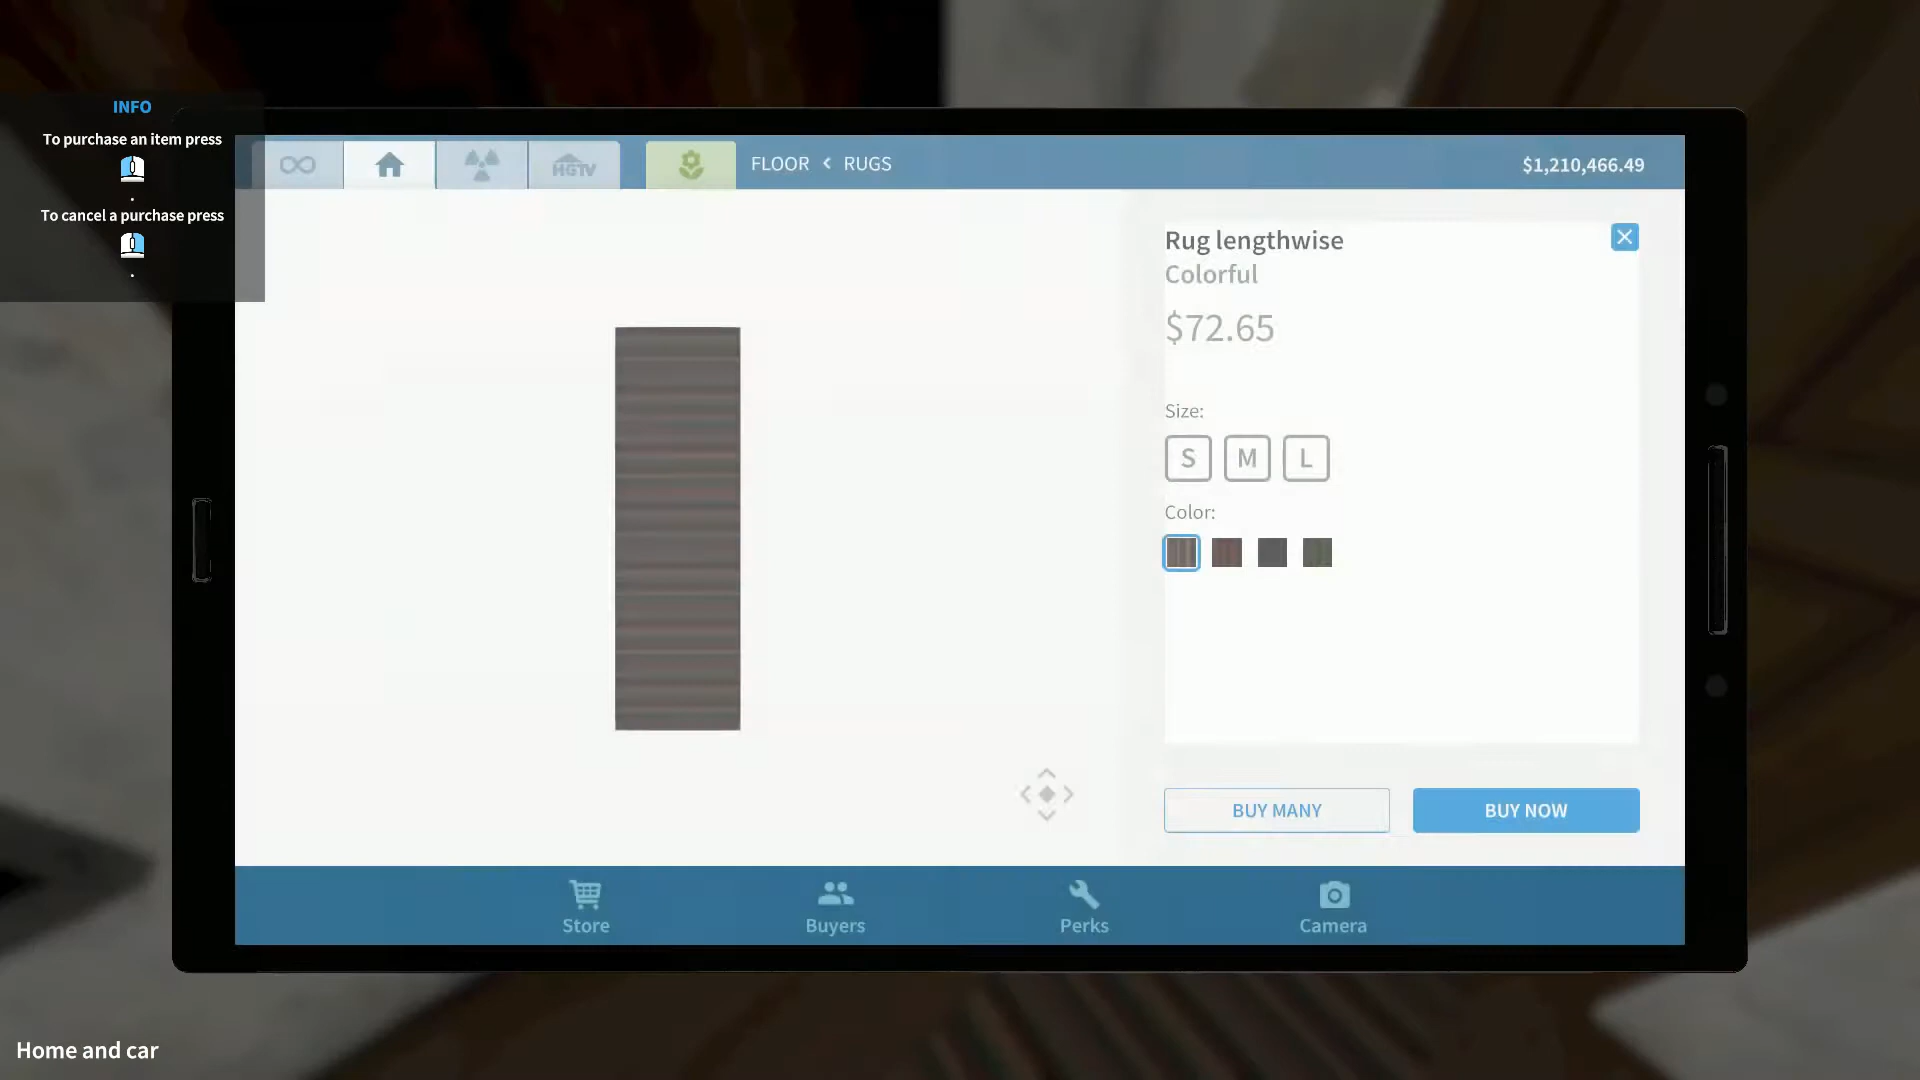 INFO
To purchase an item press
.
To cancel a purchase press
.
HGTV
FLOOR < RUGS
$1,210,466.49
Rug lengthwise
Colorful
$72.65
Size:
S M L
Color:
BUY MANY
BUY NOW
Store
Buyers
Perks
Camera
Home and car